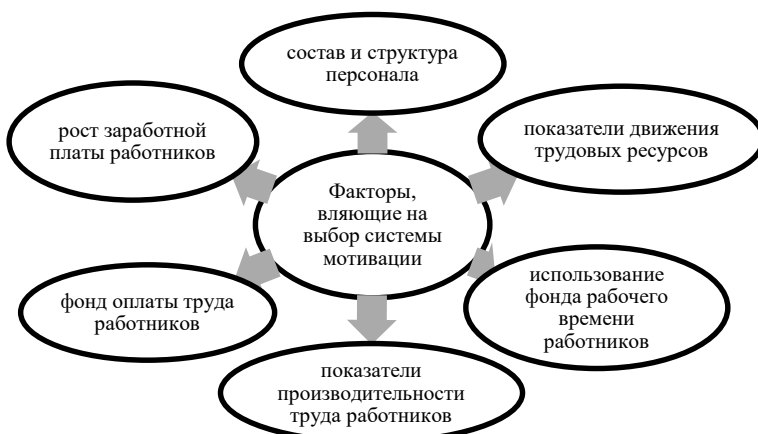 состав и структура
персонала
рост заработной
платы работников
показатели движения
трудовых ресурсов
Факторы,
вляющие на
выбор системы
мотивации
фонд оплаты труда
работников
использование
фонда рабочего
времени
работников
показатели
производительности
труда работников